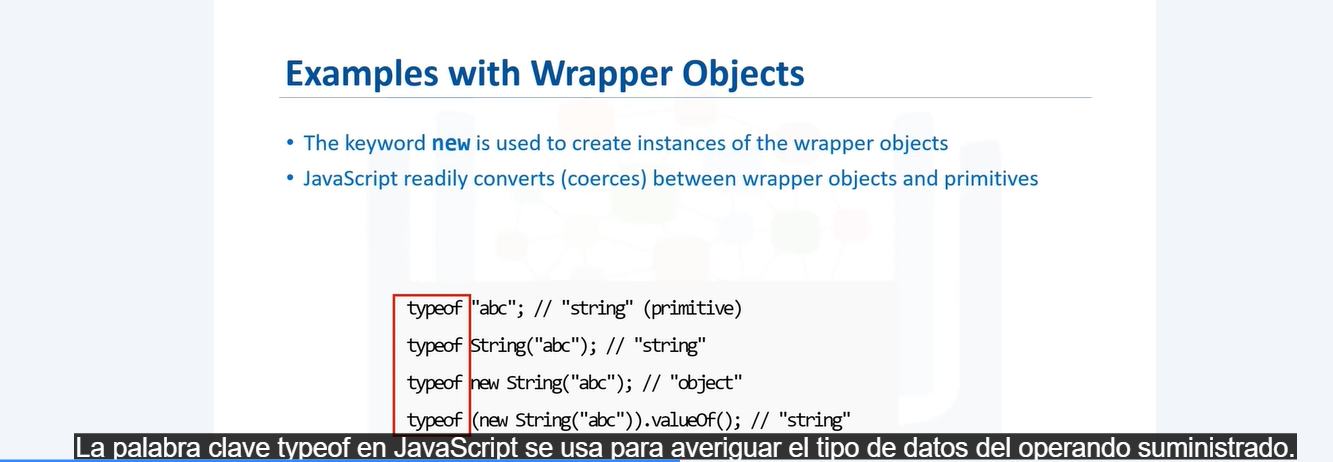 Examples with Wrapper Objects
• The keyword new is used to create instances of the wrapper objects
• JavaScript readily converts (coerces) between wrapper objects and primitives
typeof "abc"; // "string" (primitive)
typeof String("abc"); // "string"
typeof new String("abc"); // "object"
typeof (new String("abc")).valueOf(); // "string"
La palabra clave typeof en JavaScript se usa para averiguar el tipo de datos del operando suministrado.